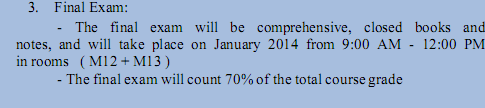 3. Final Exam:
- The final exam will be comprehensive, closed books and
notes, and will take place on January 2014 from 9:00 AM - 12:00 PM
in rooms ( M12 + M13 )
- The final exam will count 70% of the total course grade